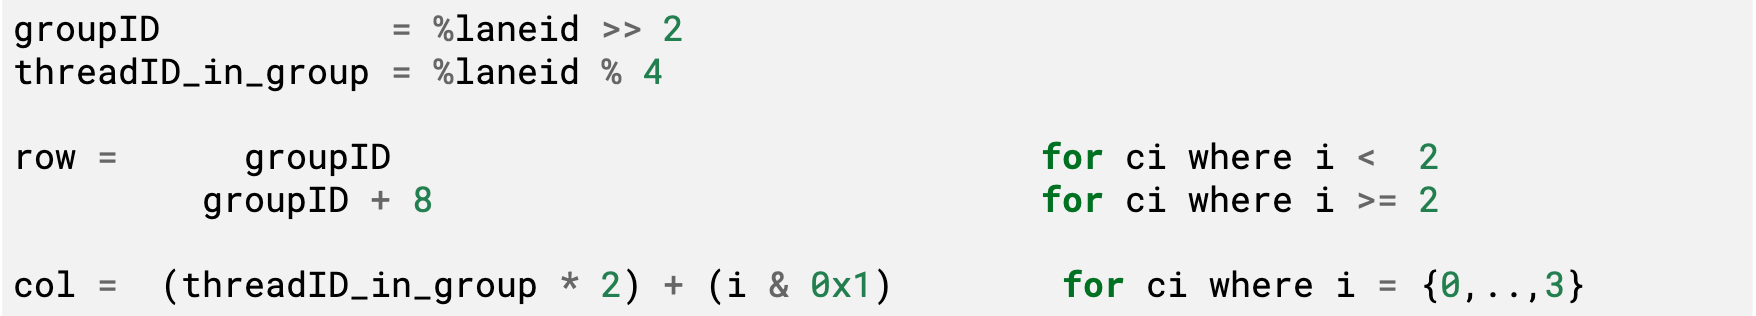 groupID           = %laneid >> 2
threadID_in_group = %laneid % 4
row =      groupID                               for ci where i <  2
         groupID + 8                             for ci where i >= 2
col =  (threadID_in_group * 2) + (i & 0x1)        for ci where i = {0,..,3}